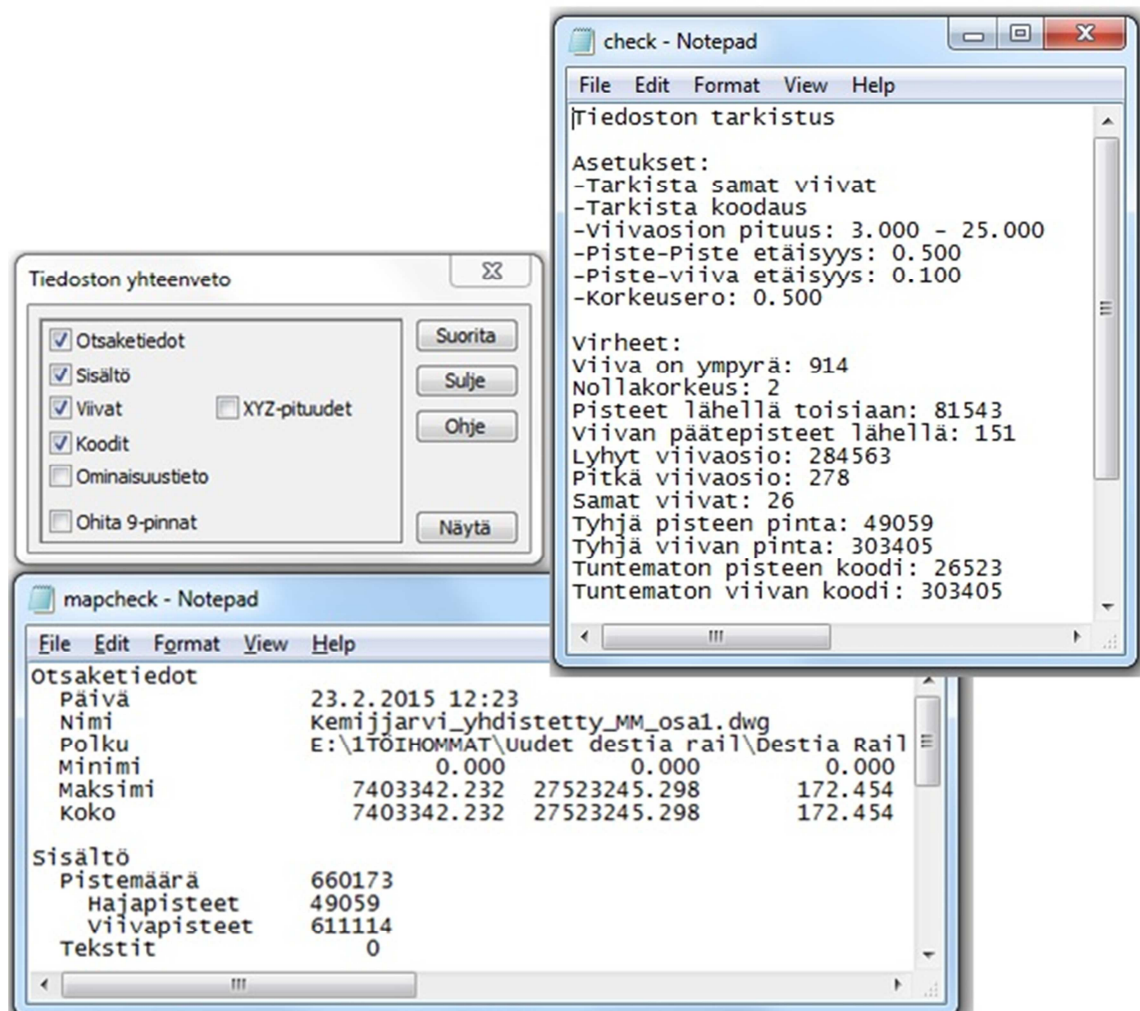 check - Notepad
File Edit Format View Help
Tiedoston tarkistus
Asetukset:
-Tarkista samat viivat
-Tarkista koodaus
-Viivaosion pituus: 3.000 - 25.000
-Piste-Piste etäisyys: 0.500
-Piste-viiva etäisyys: 0.100
-Korkeusero: 0.500
Virheet:
Viiva on ympyrä: 914
Nollakorkeus: 2
Pisteet lähellä toisiaan: 81543
Viivan päätepisteet lähellä: 151
Lyhyt viivaosio: 284563
Pitkä viivaosio: 278
Samat viivat: 26
Tyhjä pisteen pinta: 49059
Tyhjä viivan pinta: 303405
Tuntematon pisteen koodi: 26523
Tuntematon viivan koodi: 303405
Tiedoston yhteenveto
Otsaketiedot
Suorita
Sisältö
Sulje
Viivat XYZ-pituudet
Ohje
Koodit
Ominaisuustieto
Ohita 9-pinnat
Näytä
mapcheck - Notepad
File Edit Format View Help
Otsaketiedot
Päivä 23.2.2015 12:23
Nimi Kemijjarvi_yhdistetty_MM_osa1.dwg
Polku E:\1TÖIHOMMAT\Uudet destia rail\Destia Rail
Minimi 0.000 0.000 0.000
Maksimi 7403342.232 27523245.298 172.454
Koko 7403342.232 27523245.298 172.454
Sisältö
Pistemäärä 660173
Hajapisteet 49059
Viivapisteet 611114
Tekstit 0